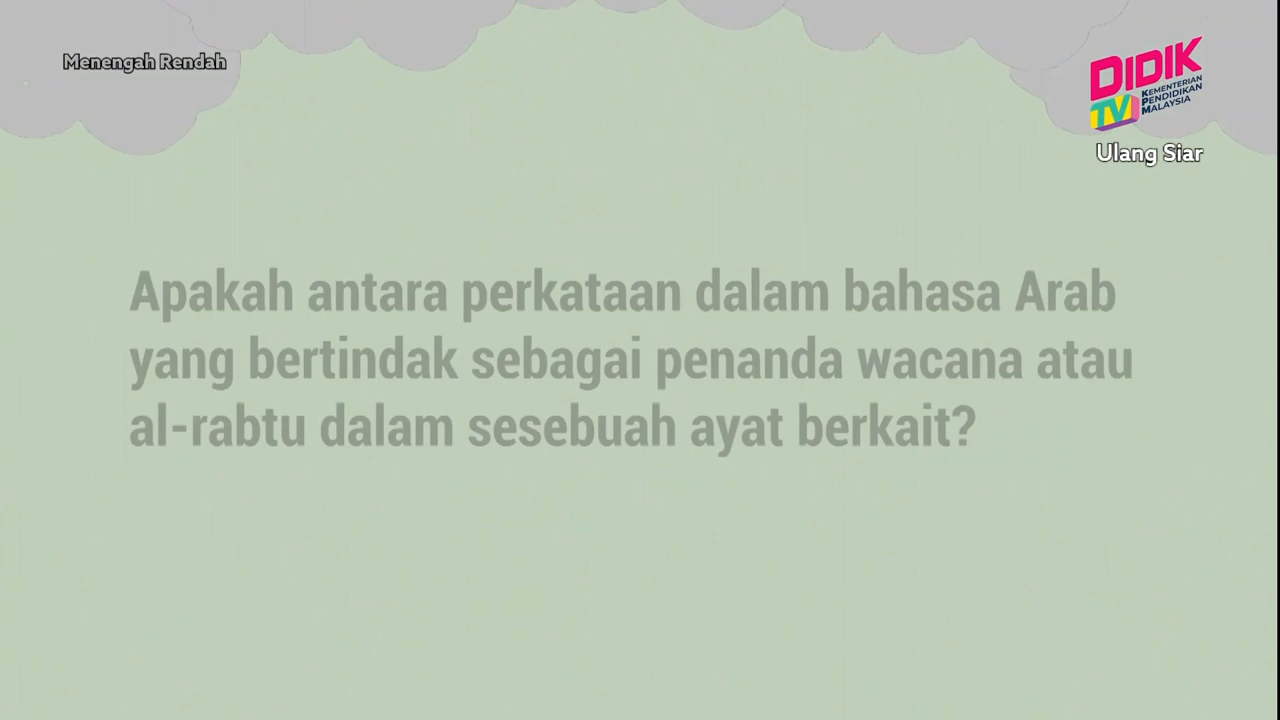 Menengah Rendah
DIDIK
TV
KEMENTERIAN
PENDIDIKAN
MALAYSIA
Ulang Siar
Apakah antara perkataan dalam bahasa Arab
yang bertindak sebagai penanda wacana atau
al-rabtu dalam sesebuah ayat berkait?